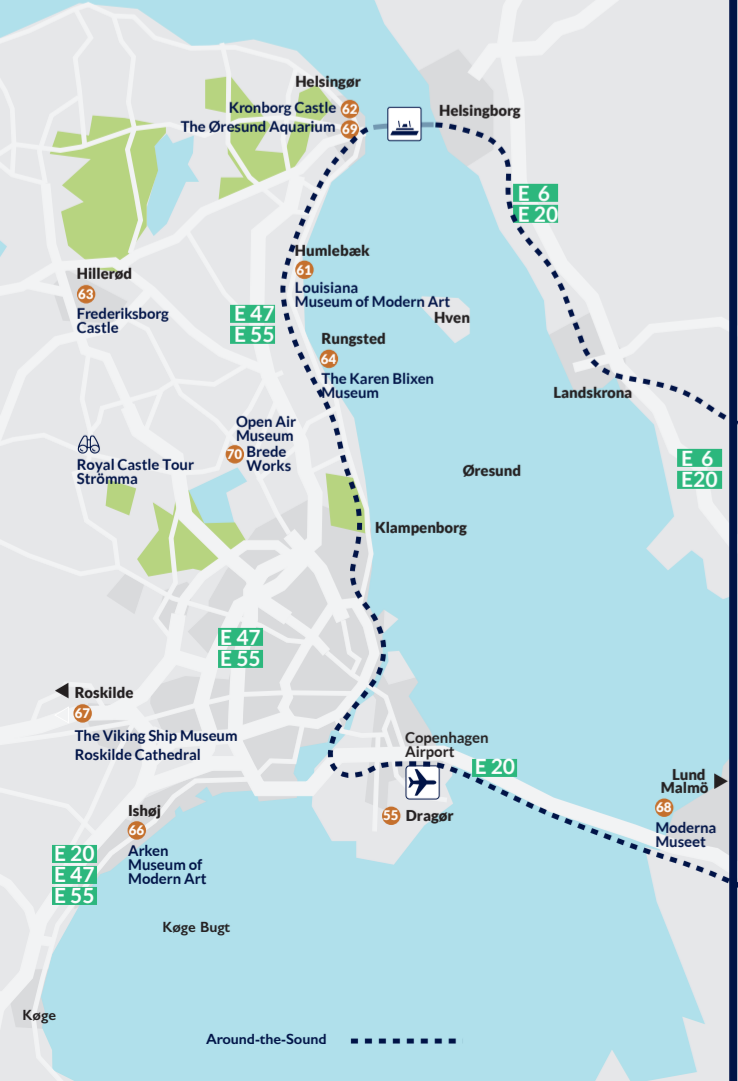 Helsingør
Kronborg Castle 62
The Øresund Aquarium 69
Helsingborg
E 6
E 20
Humlebæk
61
Louisiana
Museum of Modern Art
Hillerød
63
Frederiksborg
Castle
E 47
E 55
Hven
Rungsted
64
The Karen Blixen
Museum
Landskrona
Open Air
Museum
70 Brede
Works
Royal Castle Tour
Strömma
E 6
E20
Øresund
Klampenborg
E 47
E 55
Roskilde
67
The Viking Ship Museum
Roskilde Cathedral
Copenhagen
Airport
E 20
Lund
Malmö
68
Moderna
Museet
Ishøj
66
Arken
Museum of
Modern Art
55 Dragør
E 20
E 47
E 55
Køge Bugt
Køge
Around-the-Sound